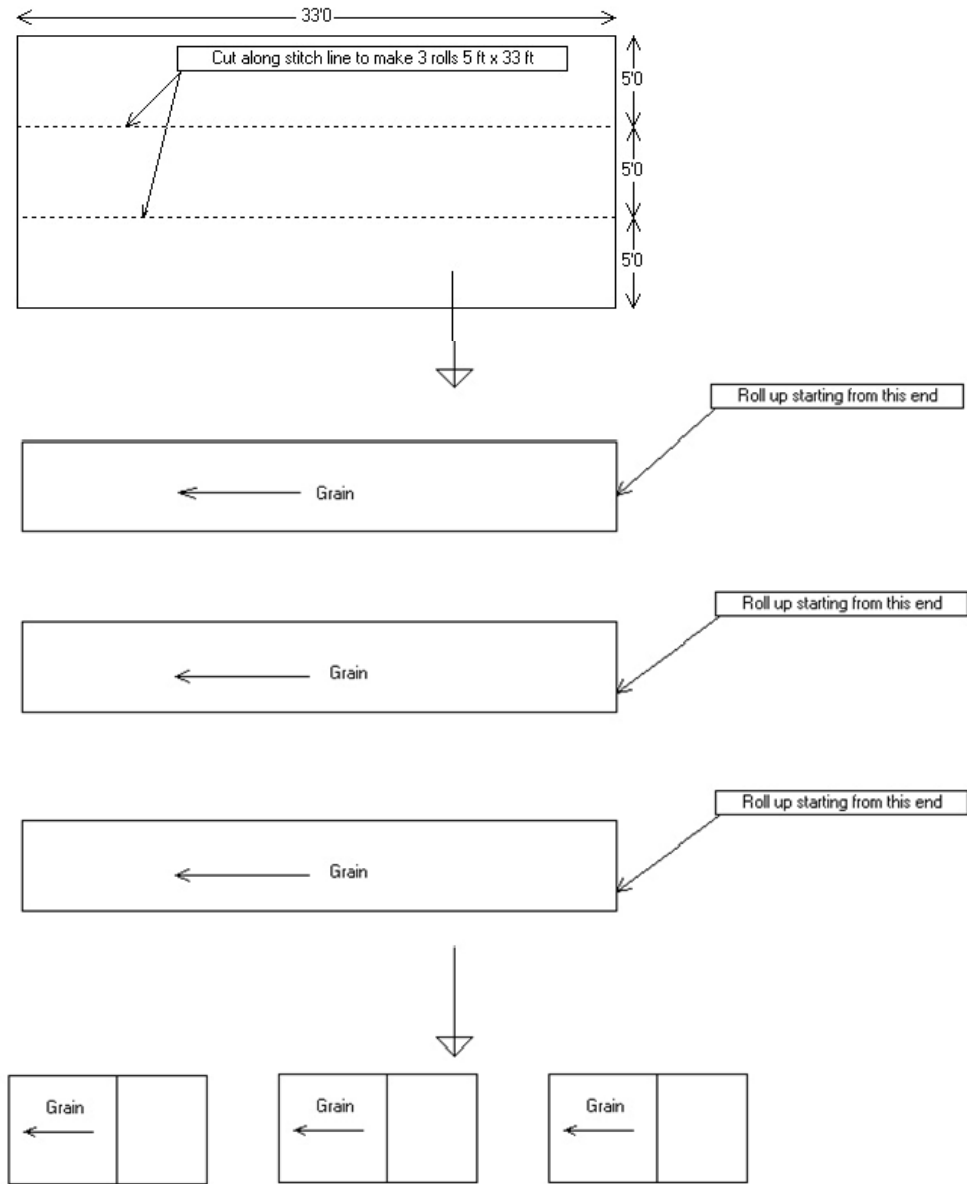 33'0
Cut along stitch line to make 3 rolls 5 ft x 33 ft
5'0
5'0
5'0
Roll up starting from this end
Grain
Roll up starting from this end
Grain
Roll up starting from this end
Grain
Grain
Grain
Grain